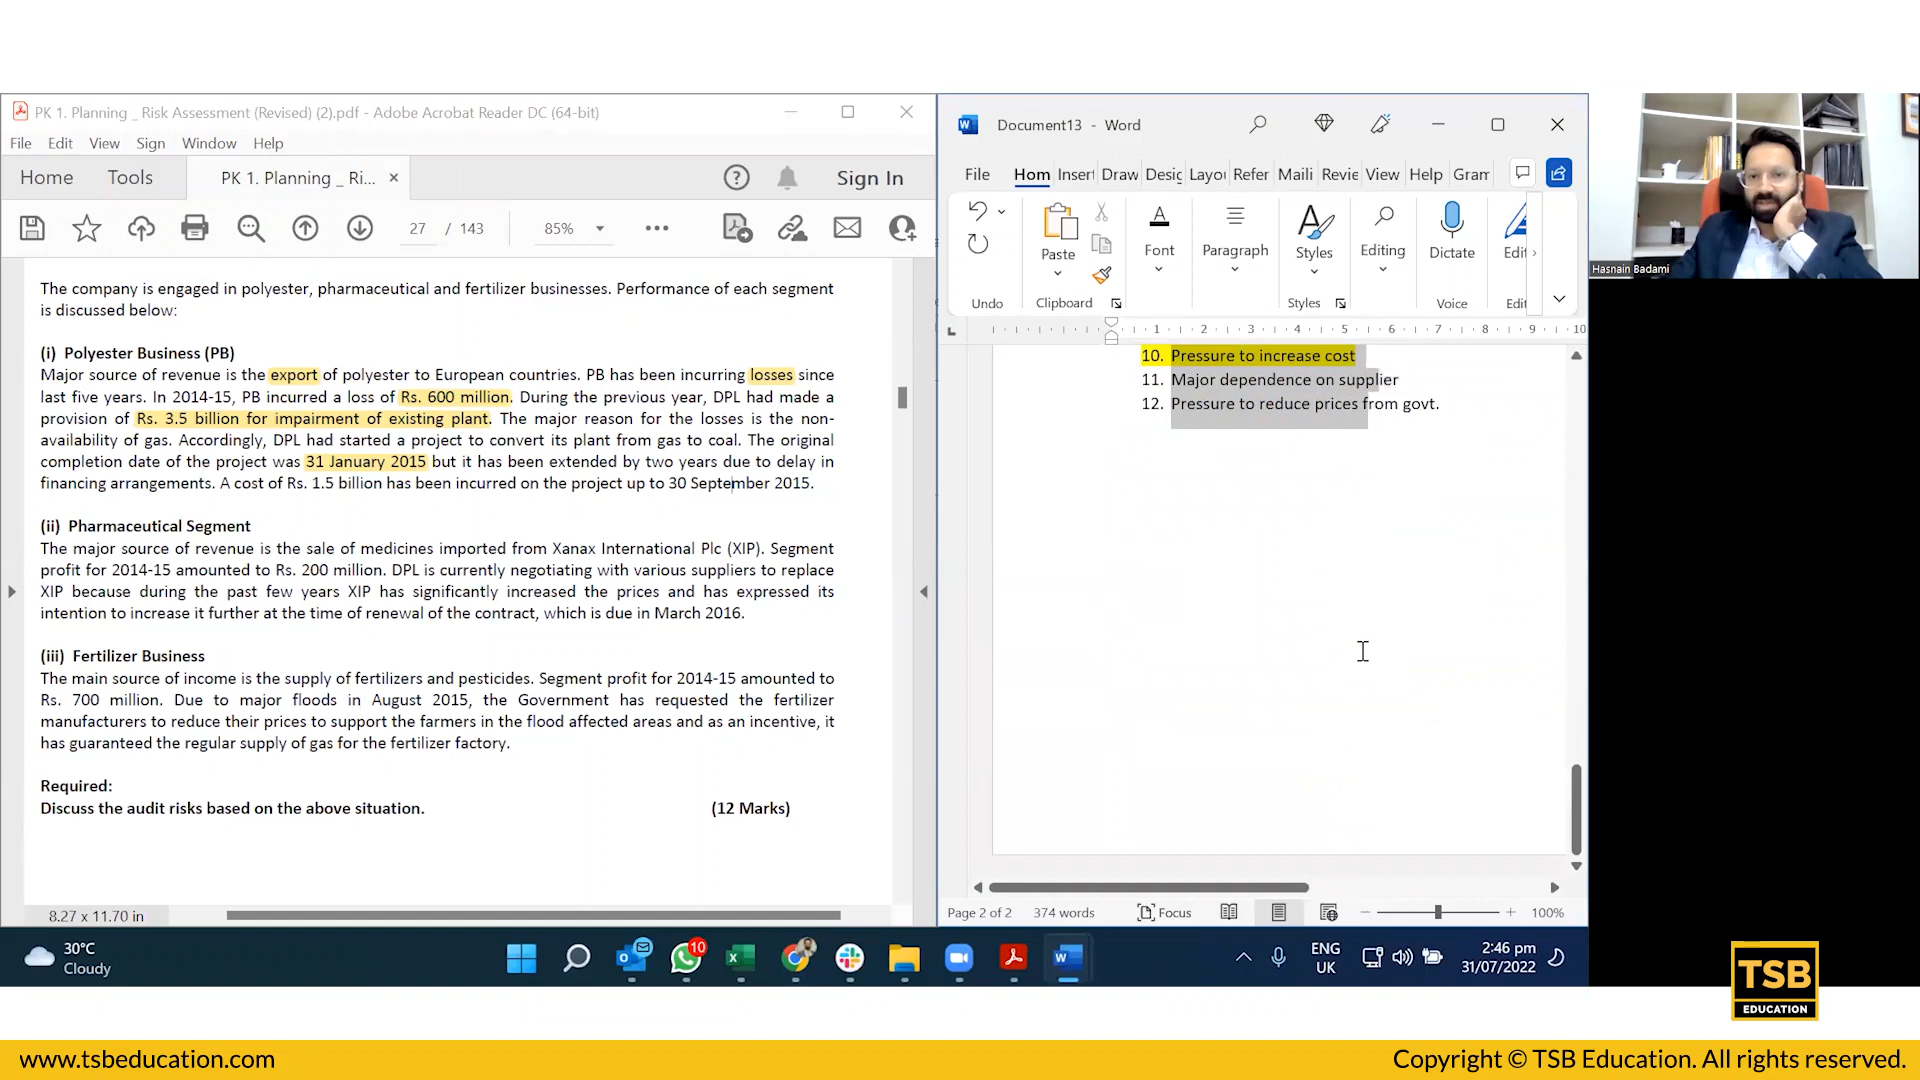 PK 1. Planning _ Risk Assessment (Revised) (2).pdf - Adobe Acrobat Reader DC (64-bit)
File Edit View Sign Window Help
Home Tools PK 1. Planning _ Ri... × Sign In
27 / 143 85%
The company is engaged in polyester, pharmaceutical and fertilizer businesses. Performance of each segment
is discussed below:
(i) Polyester Business (PB)
Major source of revenue is the export of polyester to European countries. PB has been incurring losses since
last five years. In 2014-15, PB incurred a loss of Rs. 600 million. During the previous year, DPL had made a
provision of Rs. 3.5 billion for impairment of existing plant. The major reason for the losses is the non-
availability of gas. Accordingly, DPL had started a project to convert its plant from gas to coal. The original
completion date of the project was 31 January 2015 but it has been extended by two years due to delay in
financing arrangements. A cost of Rs. 1.5 billion has been incurred on the project up to 30 September 2015.
(ii) Pharmaceutical Segment
The major source of revenue is the sale of medicines imported from Xanax International Plc (XIP). Segment
profit for 2014-15 amounted to Rs. 200 million. DPL is currently negotiating with various suppliers to replace
XIP because during the past few years XIP has significantly increased the prices and has expressed its
intention to increase it further at the time of renewal of the contract, which is due in March 2016.
(iii) Fertilizer Business
The main source of income is the supply of fertilizers and pesticides. Segment profit for 2014-15 amounted to
Rs. 700 million. Due to major floods in August 2015, the Government has requested the fertilizer
manufacturers to reduce their prices to support the farmers in the flood affected areas and as an incentive, it
has guaranteed the regular supply of gas for the fertilizer factory.
Required:
Discuss the audit risks based on the above situation. (12 Marks)
8.27 x 11.70 in
Document13 - Word
File Hom Inser Draw Desig Layou Refer Maili Revie View Help Gram
Paste Font Paragraph Styles Editing Dictate Edit
Undo Clipboard Styles Voice Edit
1 2 3 4 5 6 7 8 9 10
10. Pressure to increase cost
11. Major dependence on supplier
12. Pressure to reduce prices from govt.
Page 2 of 2 374 words Focus 100%
Hasnain Badami
30°C
Cloudy
10
ENG
UK
2:46 pm
31/07/2022
TSB
EDUCATION
www.tsbeducation.com
Copyright © TSB Education. All rights reserved.